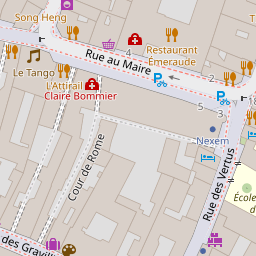 Song Heng
Rue au Maire
4
Restaurant
Émeraude
Le Tango
L'Attirail
Claire Bommier
5
3
Nexem
Cour de Rome
Rue des Vertus
École
des Gravill